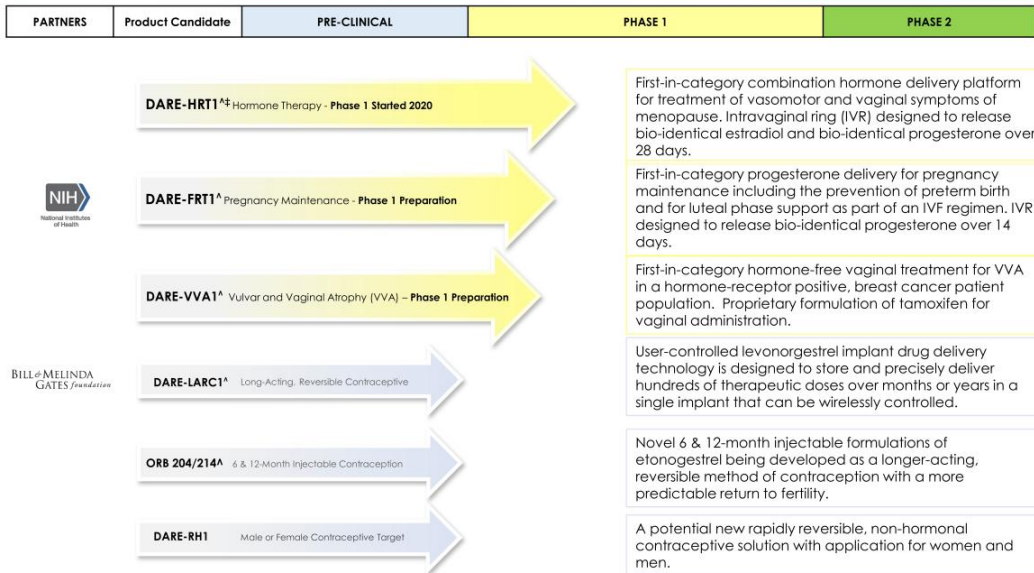 PARTNERS Product Candidate PRE-CLINICAL PHASE 1 PHASE 2
DARE-HRT1^‡ Hormone Therapy - Phase 1 Started 2020
First-in-category combination hormone delivery platform
for treatment of vasomotor and vaginal symptoms of
menopause. Intravaginal ring (IVR) designed to release
bio-identical estradiol and bio-identical progesterone over
28 days.
NIH
National Institutes
of Health
DARE-FRT1^ Pregnancy Maintenance - Phase 1 Preparation
First-in-category progesterone delivery for pregnancy
maintenance including the prevention of preterm birth
and for luteal phase support as part of an IVF regimen. IVR
designed to release bio-identical progesterone over 14
days.
DARE-VVA1^ Vulvar and Vaginal Atrophy (VVA) – Phase 1 Preparation
First-in-category hormone-free vaginal treatment for VVA
in a hormone-receptor positive, breast cancer patient
population. Proprietary formulation of tamoxifen for
vaginal administration.
BILL & MELINDA
GATES foundation
DARE-LARC1^ Long-Acting, Reversible Contraceptive
User-controlled levonorgestrel implant drug delivery
technology is designed to store and precisely deliver
hundreds of therapeutic doses over months or years in a
single implant that can be wirelessly controlled.
ORB 204/214^ 6 & 12-Month Injectable Contraception
Novel 6 & 12-month injectable formulations of
etonogestrel being developed as a longer-acting,
reversible method of contraception with a more
predictable return to fertility.
DARE-RH1 Male or Female Contraceptive Target
A potential new rapidly reversible, non-hormonal
contraceptive solution with application for women and
men.